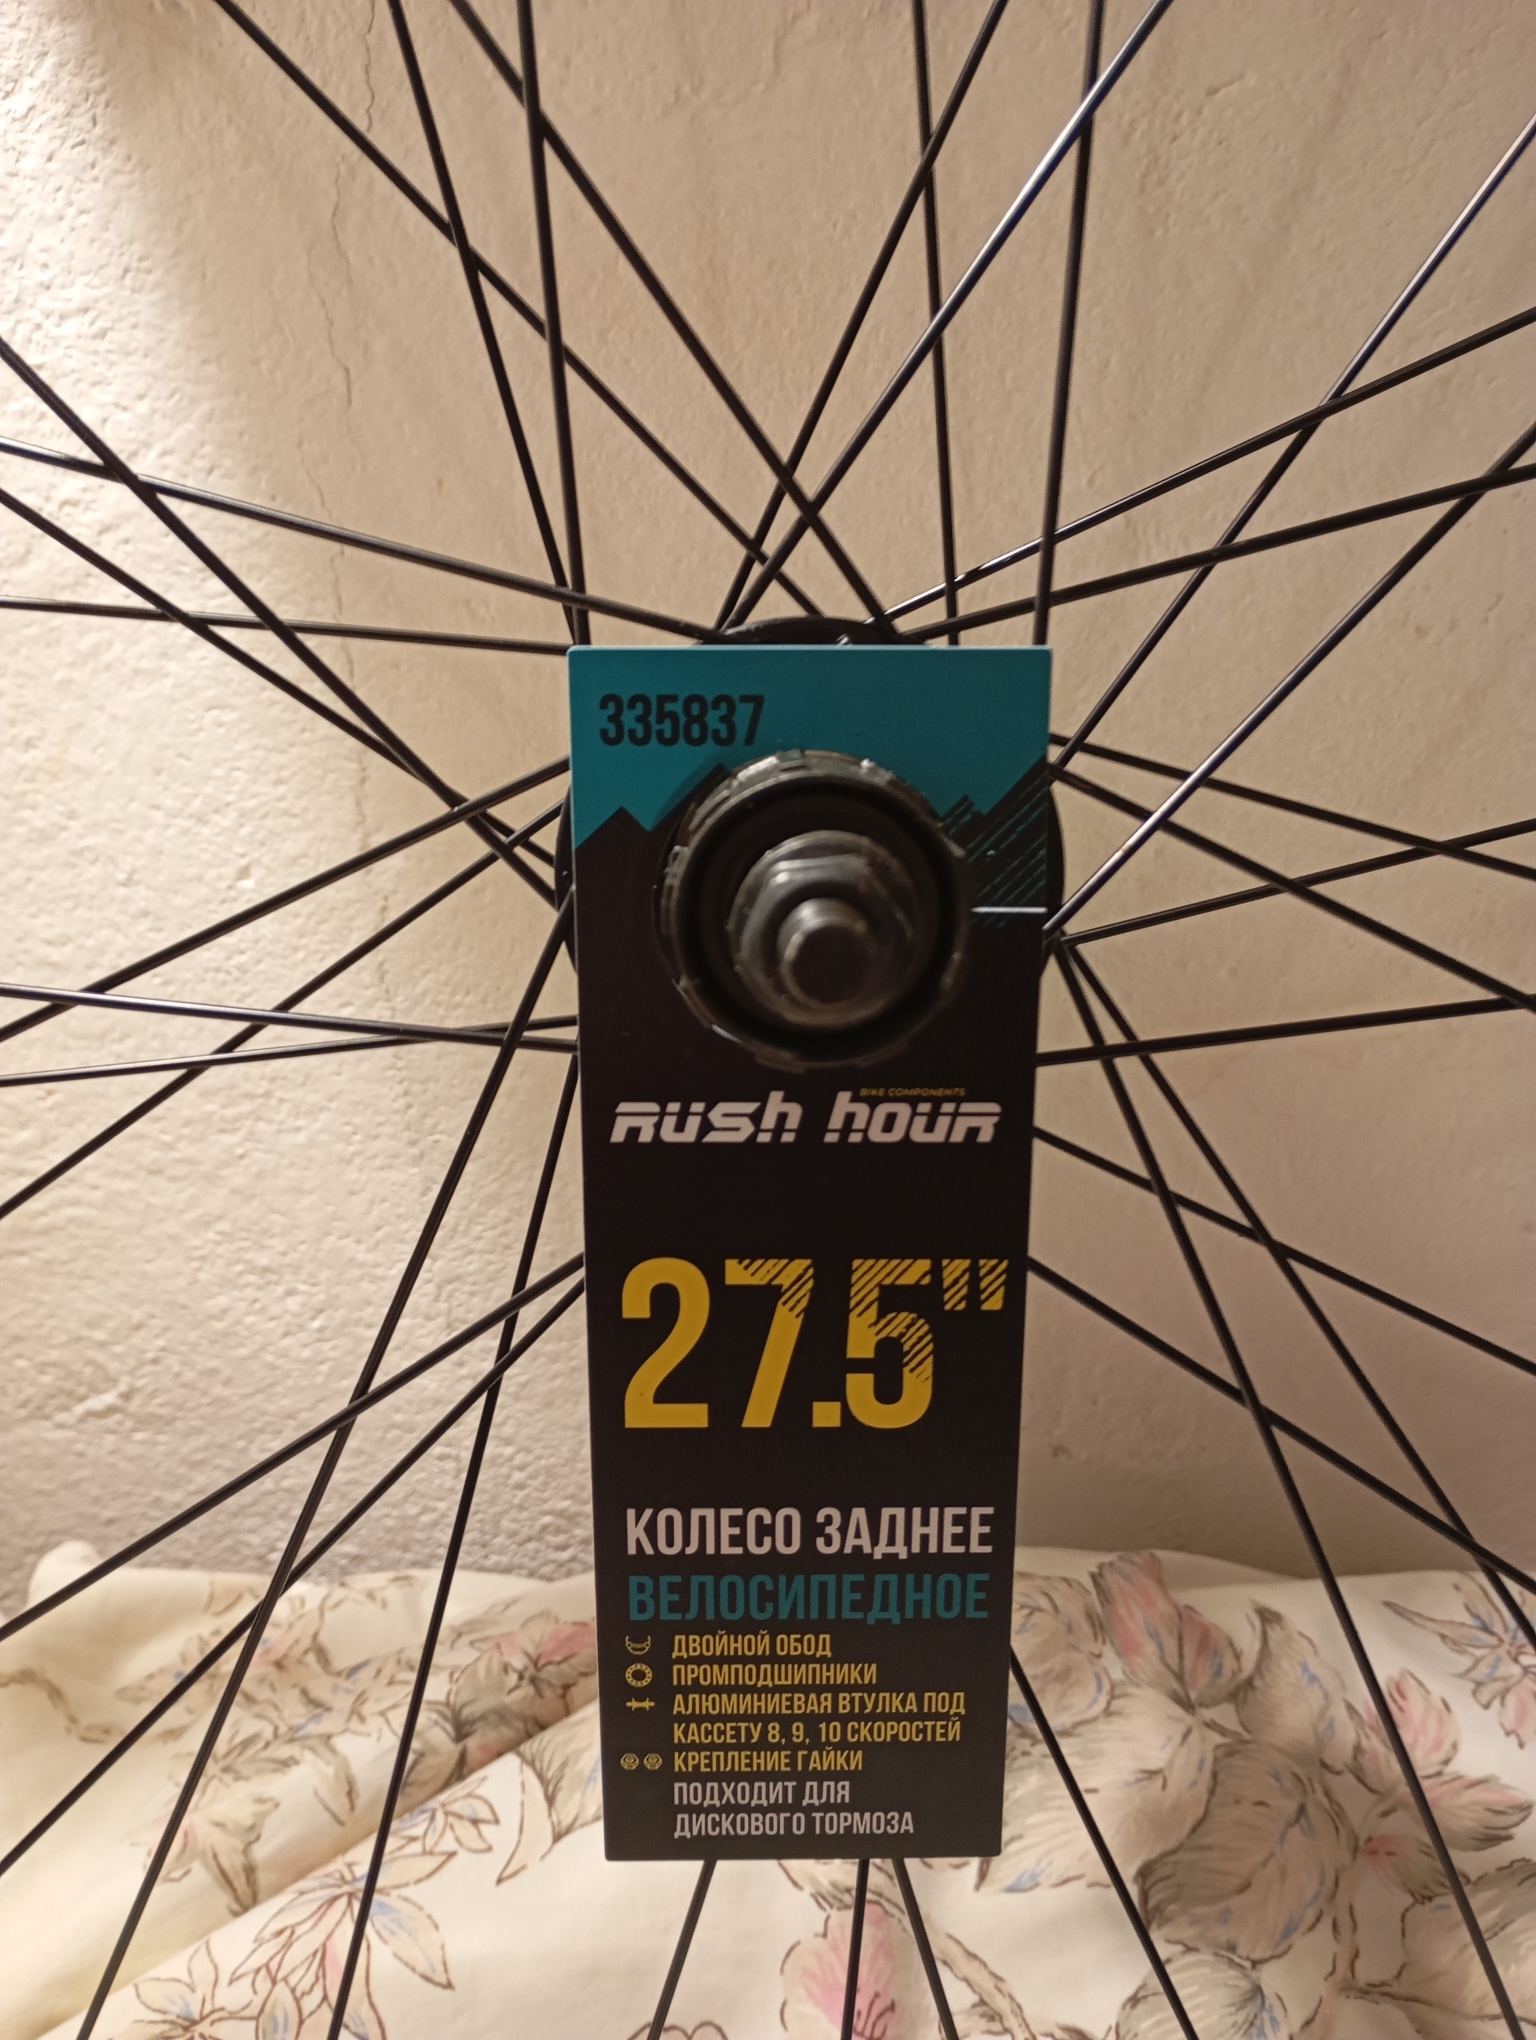 335837
BIKE COMPONENTS
RUSH HOUR
27.5"
КОЛЕСО ЗАДНЕЕ
ВЕЛОСИПЕДНОЕ
ДВОЙНОЙ ОБОД
ПРОМПОДШИПНИКИ
АЛЮМИНИЕВАЯ ВТУЛКА ПОД
КАССЕТУ 8, 9, 10 СКОРОСТЕЙ
КРЕПЛЕНИЕ ГАЙКИ
ПОДХОДИТ ДЛЯ
ДИСКОВОГО ТОРМОЗА